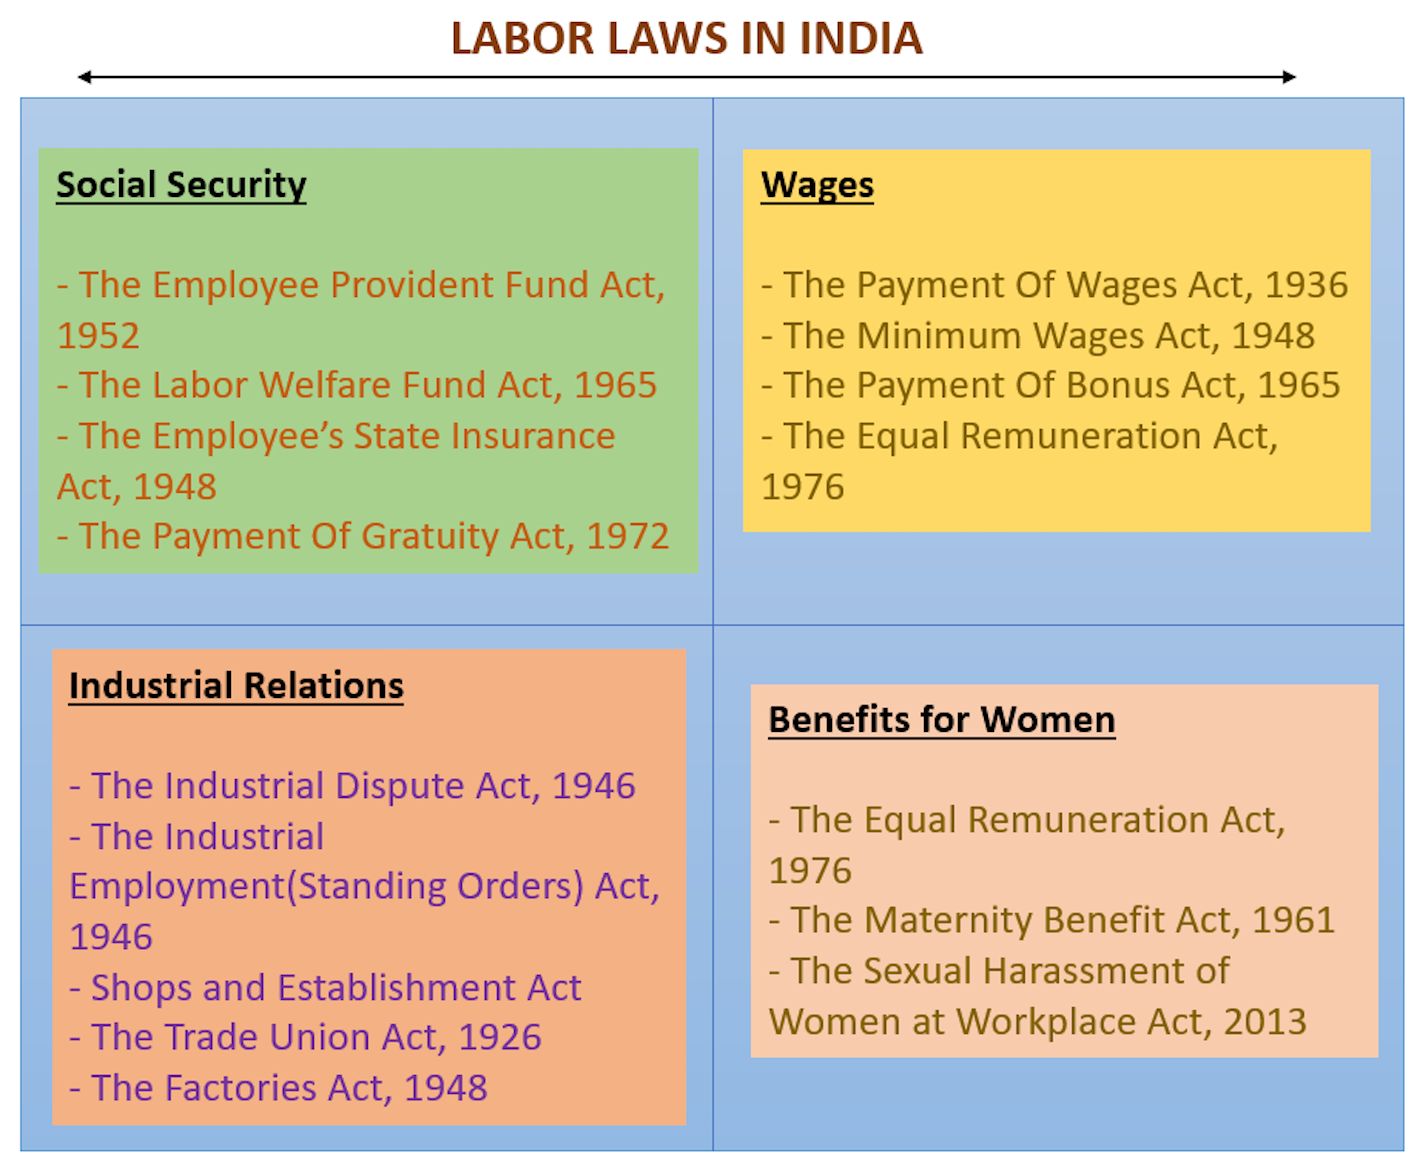 LABOR LAWS IN INDIA
Social Security
- The Employee Provident Fund Act,
1952
- The Labor Welfare Fund Act, 1965
- The Employee’s State Insurance
Act, 1948
- The Payment Of Gratuity Act, 1972
Wages
- The Payment Of Wages Act, 1936
- The Minimum Wages Act, 1948
- The Payment Of Bonus Act, 1965
- The Equal Remuneration Act,
1976
Industrial Relations
- The Industrial Dispute Act, 1946
- The Industrial
Employment(Standing Orders) Act,
1946
- Shops and Establishment Act
- The Trade Union Act, 1926
- The Factories Act, 1948
Benefits for Women
- The Equal Remuneration Act,
1976
- The Maternity Benefit Act, 1961
- The Sexual Harassment of
Women at Workplace Act, 2013